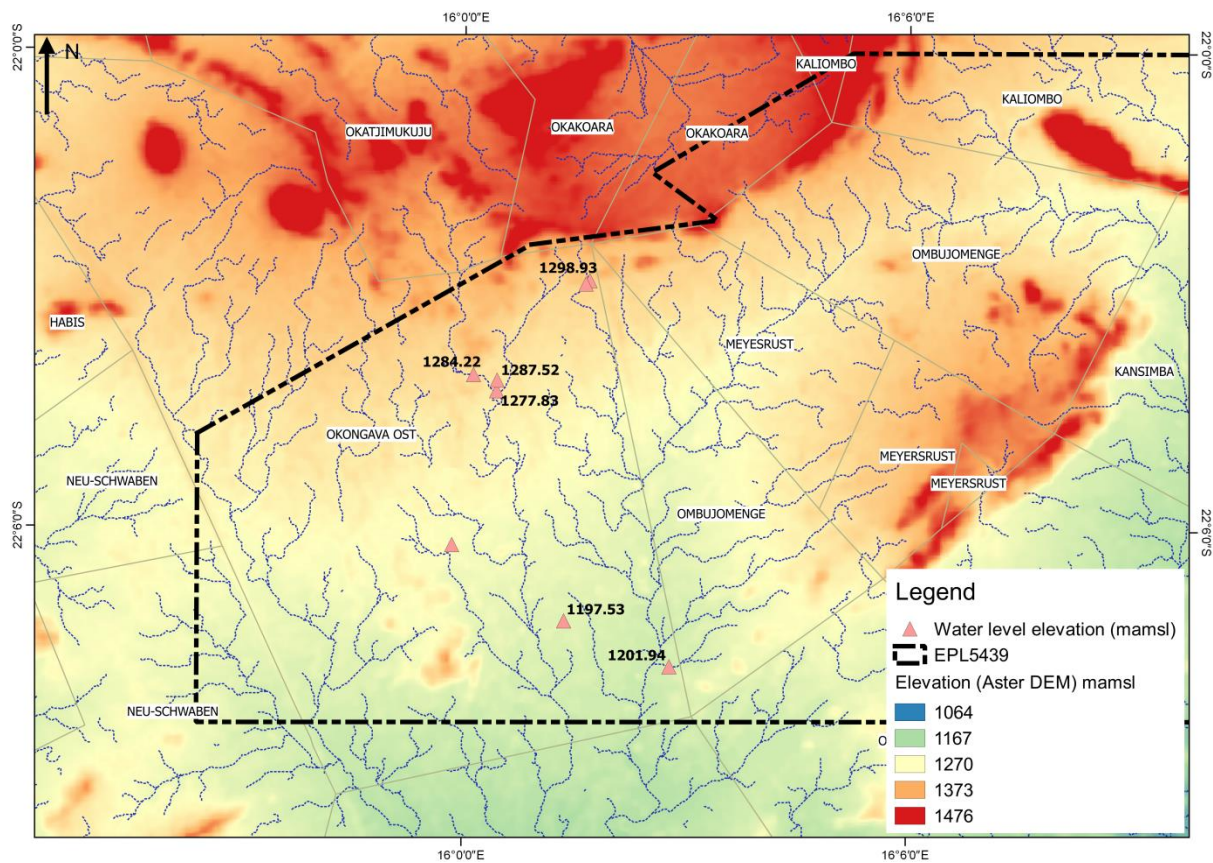 16°0'0"E
16°6'0"E
22°0'0"S
N
22°0'0"S
KALIOMBO
KALIOMBO
OKATJIMUKUJU
OKAKOARA
OKAKOARA
OMBUJOMENGE
1298.93
HABIS
MEYESRUST
1284.22
1287.52
KANSIMBA
1277.83
OKONGAVA OST
MEYERSRUST
NEU-SCHWABEN
MEYERSRUST
22°6'0"S
OMBUJOMENGE
22°6'0"S
1197.53
1201.94
NEU-SCHWABEN
O
Legend
Water level elevation (mamsl)
EPL5439
Elevation (Aster DEM) mamsl
1064
1167
1270
1373
1476
16°0'0"E
16°6'0"E